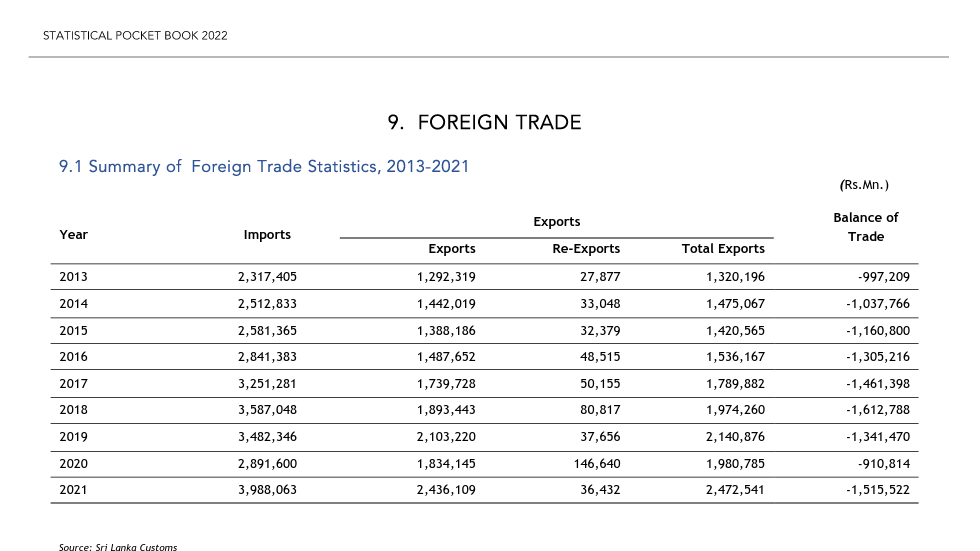 STATISTICAL POCKET BOOK 2022
9. FOREIGN TRADE
9.1 Summary of Foreign Trade Statistics, 2013-2021
(Rs.Mn.)
Year Imports Exports Balance of Trade
Exports Re-Exports Total Exports
2013 2,317,405 1,292,319 27,877 1,320,196 -997,209
2014 2,512,833 1,442,019 33,048 1,475,067 -1,037,766
2015 2,581,365 1,388,186 32,379 1,420,565 -1,160,800
2016 2,841,383 1,487,652 48,515 1,536,167 -1,305,216
2017 3,251,281 1,739,728 50,155 1,789,882 -1,461,398
2018 3,587,048 1,893,443 80,817 1,974,260 -1,612,788
2019 3,482,346 2,103,220 37,656 2,140,876 -1,341,470
2020 2,891,600 1,834,145 146,640 1,980,785 -910,814
2021 3,988,063 2,436,109 36,432 2,472,541 -1,515,522
Source: Sri Lanka Customs